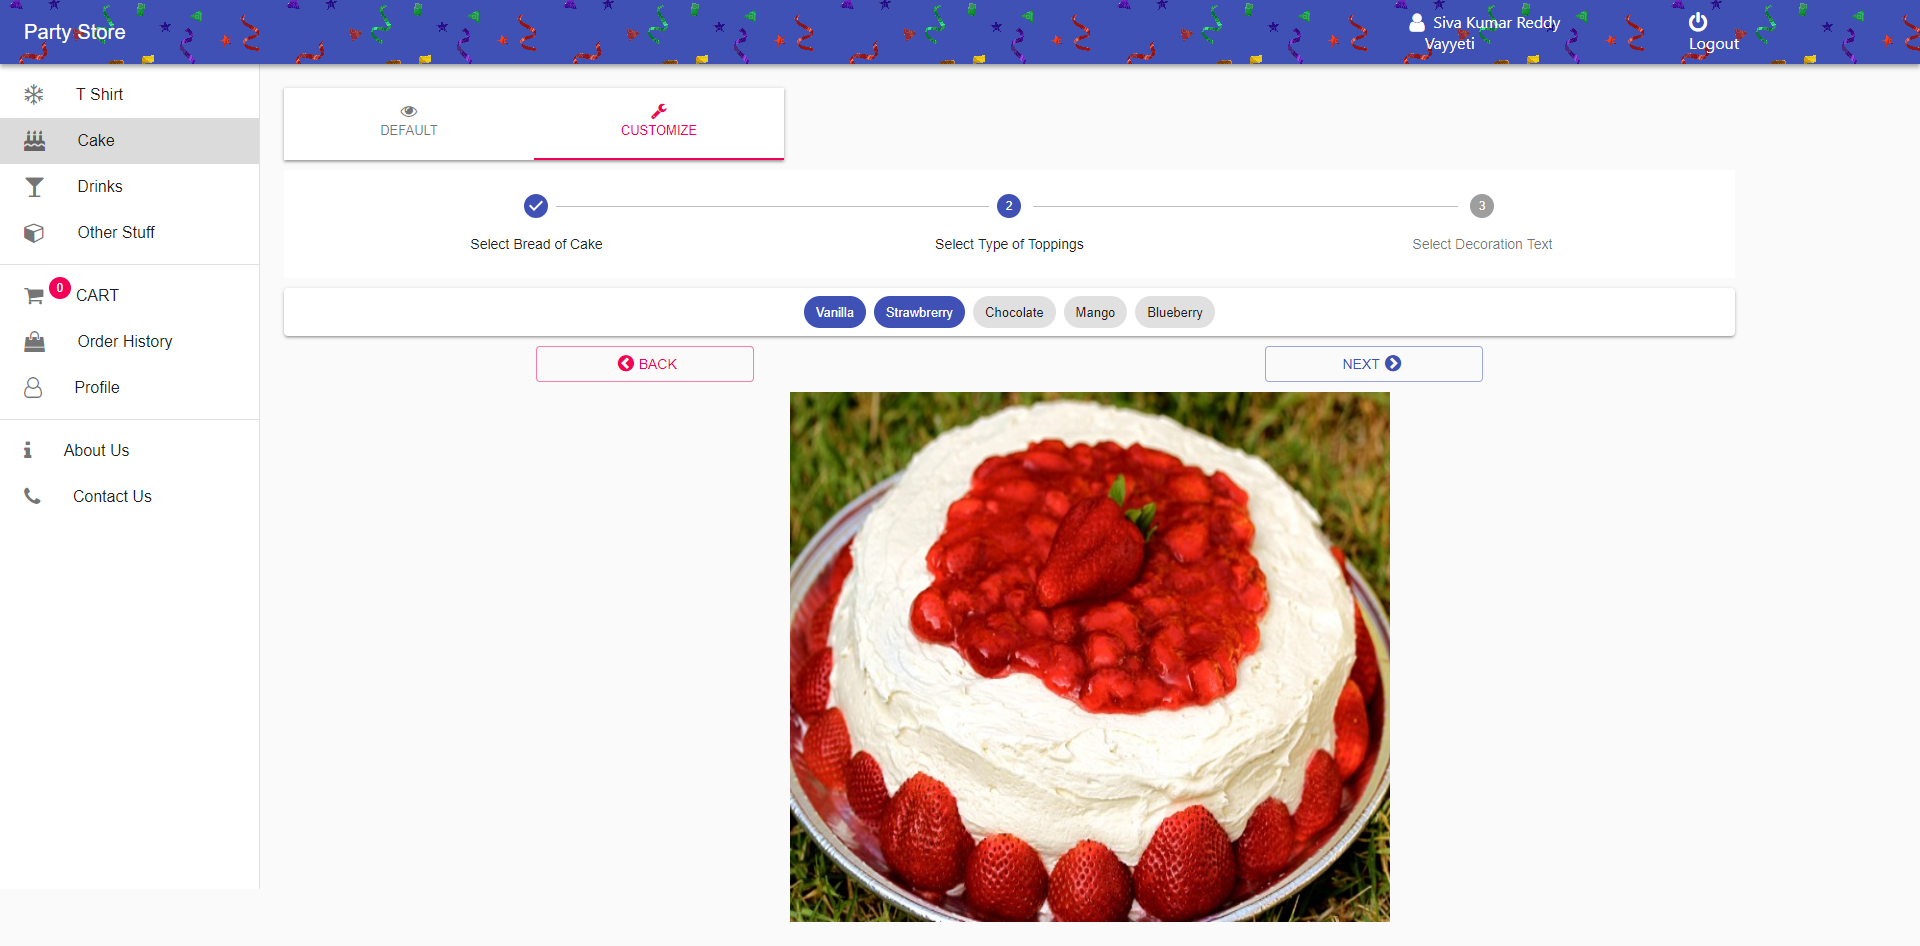 Party Store
Siva Kumar Reddy
Vayyeti
Logout
T Shirt
Cake
Drinks
Other Stuff
0
CART
Order History
Profile
About Us
Contact Us
DEFAULT
CUSTOMIZE
2
3
Select Bread of Cake
Select Type of Toppings
Select Decoration Text
Vanilla
Strawbrerry
Chocolate
Mango
Blueberry
BACK
NEXT